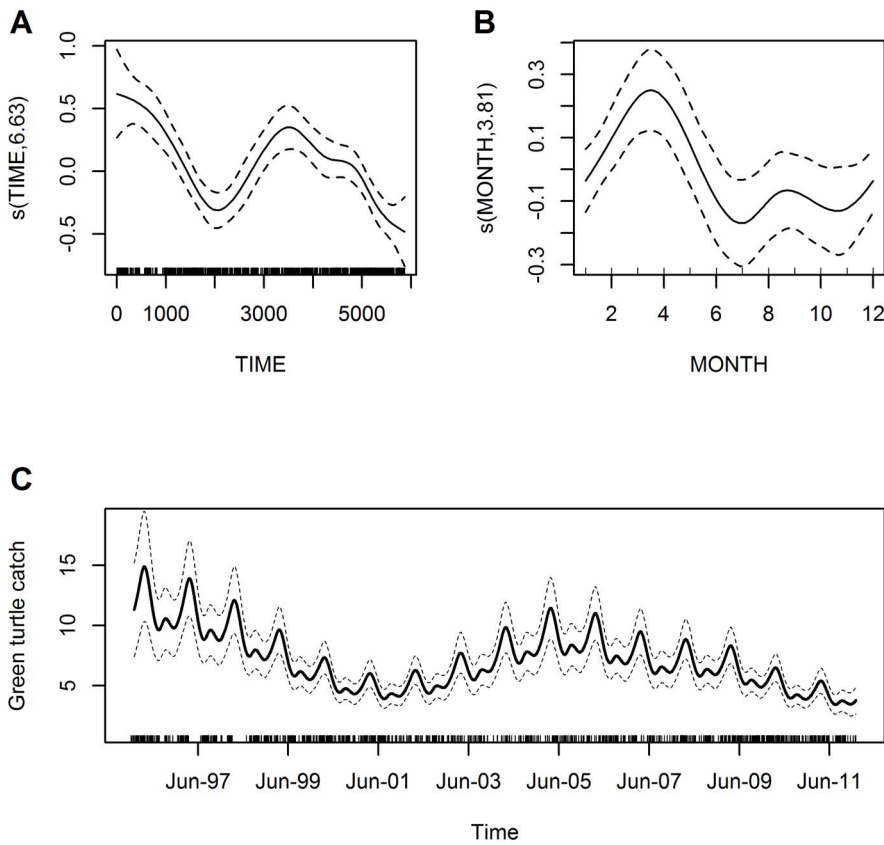 A
s(TIME,6.63)
1.0
0.5
0.0
-0.5
0 1000 3000 5000
TIME
B
s(MONTH,3.81)
0.3
0.1
-0.1
-0.3
2 4 6 8 10 12
MONTH
C
Green turtle catch
15
10
5
Jun-97 Jun-99 Jun-01 Jun-03 Jun-05 Jun-07 Jun-09 Jun-11
Time